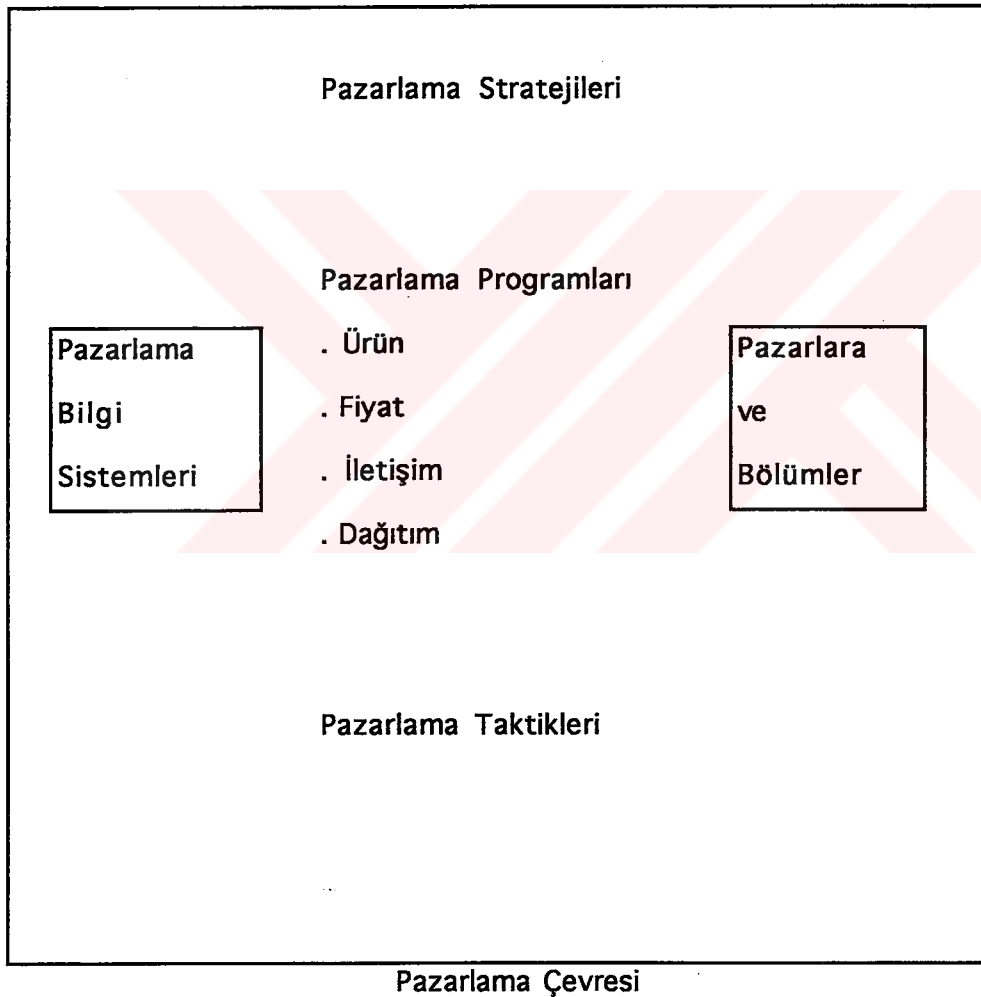 Pazarlama Stratejileri
Pazarlama Programları
Pazarlama
Bilgi
Sistemleri
. Ürün
. Fiyat
. İletişim
. Dağıtım
Pazarlara
ve
Bölümler
Pazarlama Taktikleri
Pazarlama Çevresi